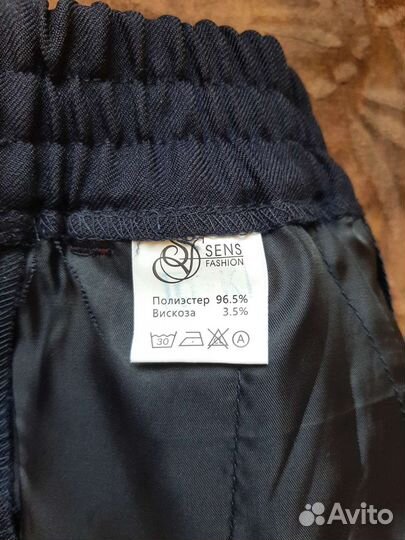 SENS
FASHION
Полиэстер 96.5%
Вискоза 3.5%
30 A
Avito